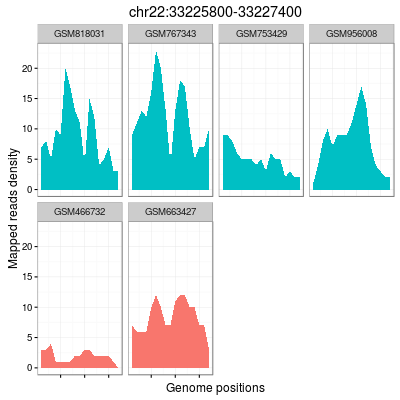 chr22:33225800-33227400
GSM818031 GSM767343 GSM753429 GSM956008
20
15
10
5
0
GSM466732 GSM663427
20
15
10
5
0
Mapped reads density
Genome positions